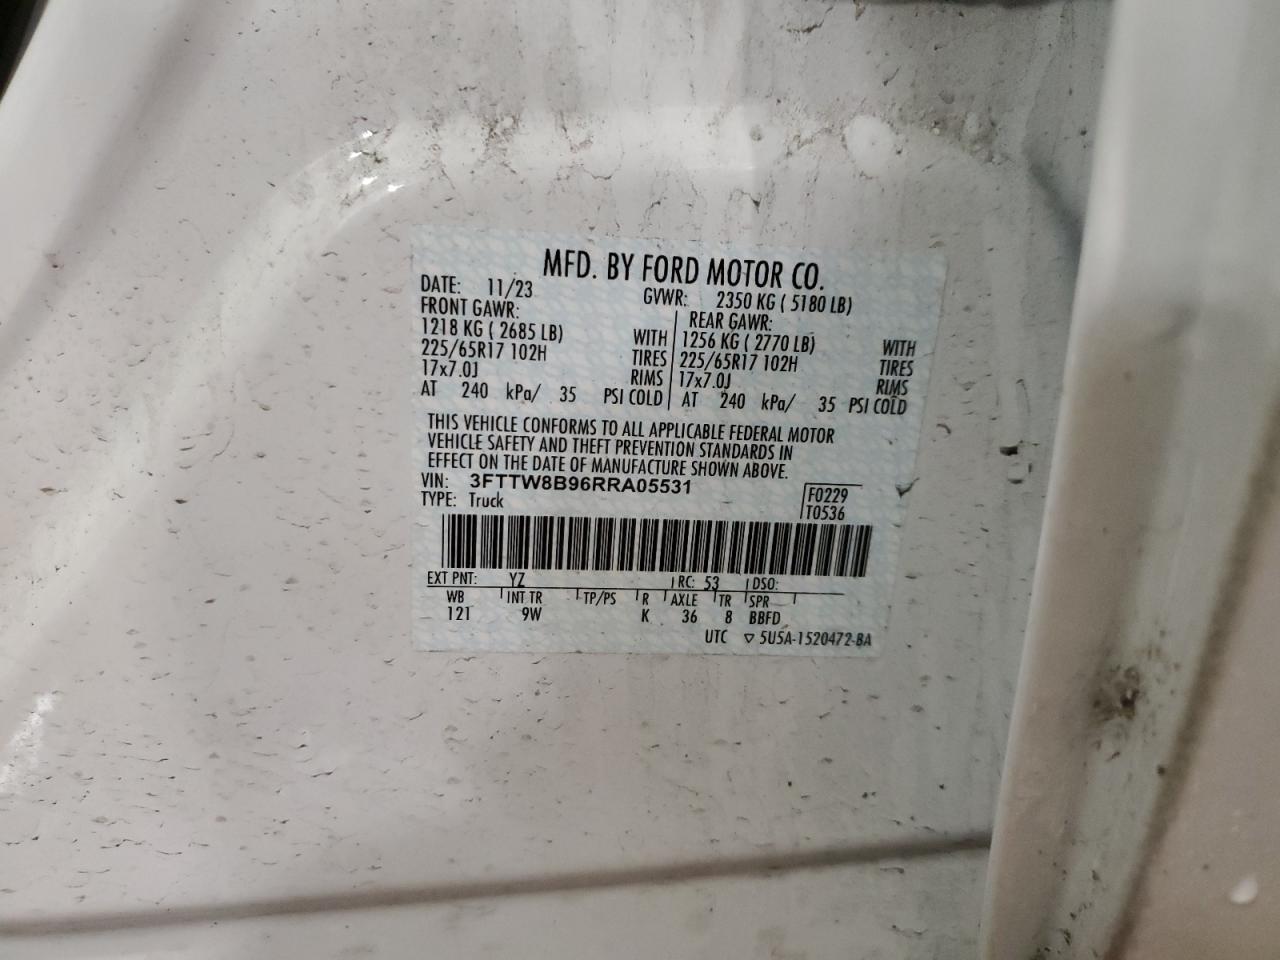 MFD. BY FORD MOTOR CO.
DATE: 11/23 GVWR: 2350 KG ( 5180 LB)
FRONT GAWR: REAR GAWR:
1218 KG ( 2685 LB) WITH 1256 KG ( 2770 LB) WITH
225/65R17 102H TIRES 225/65R17 102H TIRES
17x7.0J RIMS 17x7.0J RIMS
AT 240 kPa/ 35 PSI COLD AT 240 kPa/ 35 PSI COLD
THIS VEHICLE CONFORMS TO ALL APPLICABLE FEDERAL MOTOR
VEHICLE SAFETY AND THEFT PREVENTION STANDARDS IN
EFFECT ON THE DATE OF MANUFACTURE SHOWN ABOVE.
VIN: 3FTTW8B96RRA05531 F0229
TYPE: Truck T0536
EXT PNT: YZ RC: 53 DSO:
WB INT TR TP/PS R AXLE TR SPR
121 9W K 36 8 BBFD
UTC ▽ 5U5A-1520472-BA